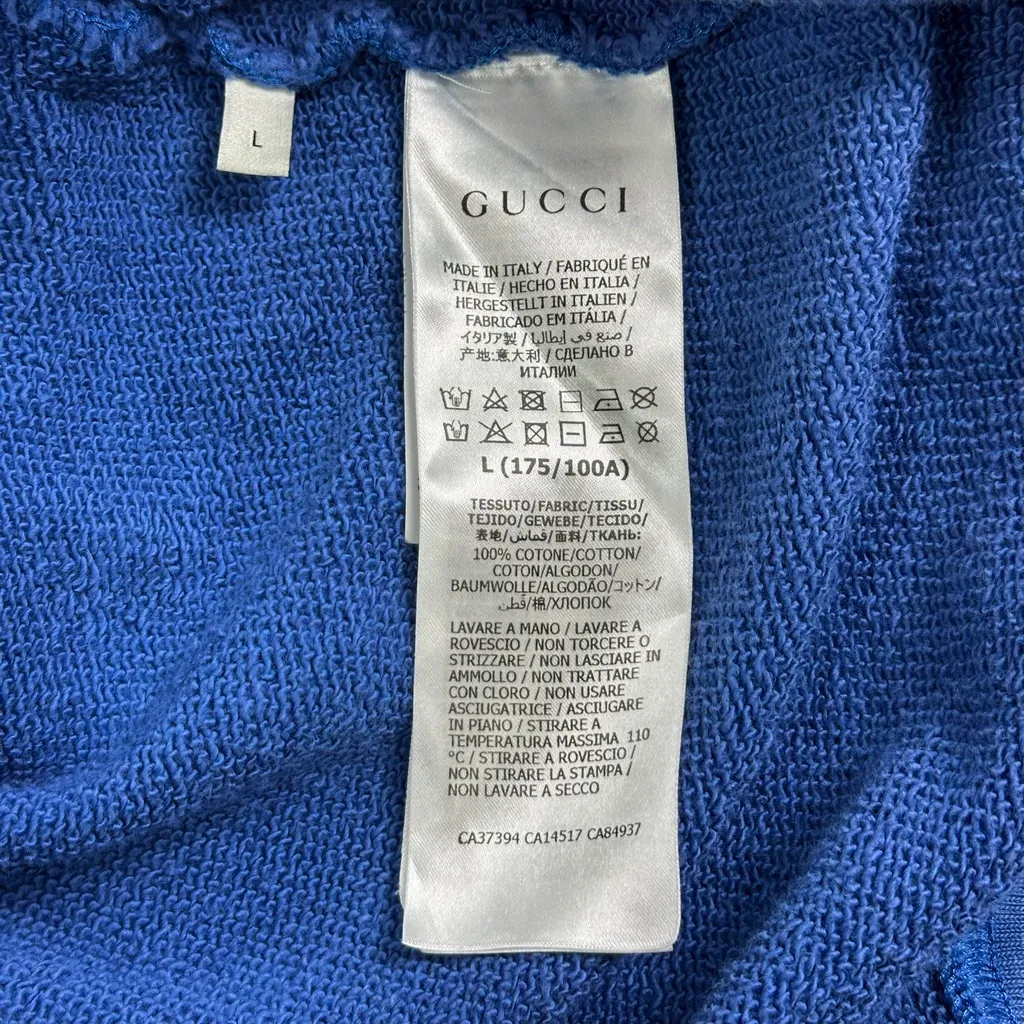 L
GUCCI
MADE IN ITALY / FABRIQUÉ EN
ITALIE / HECHO EN ITALIA /
HERGESTELLT IN ITALIEN /
FABRICADO EM ITÁLIA /
イタリア製 / صنع في إيطاليا /
产地:意大利 / СДЕЛАНО В
ИТАЛИИ
L (175/100A)
TESSUTO/FABRIC/TISSU/
TEJIDO/GEWEBE/TECIDO/
表地/قماش/面料/ТКАНЬ:
100% COTONE/COTTON/
COTON/ALGODON/
BAUMWOLLE/ALGODÃO/コットン/
قطن/棉/ХЛОПОК
LAVARE A MANO / LAVARE A
ROVESCIO / NON TORCERE O
STRIZZARE / NON LASCIARE IN
AMMOLLO / NON TRATTARE
CON CLORO / NON USARE
ASCIUGATRICE / ASCIUGARE
IN PIANO / STIRARE A
TEMPERATURA MASSIMA 110
°C / STIRARE A ROVESCIO /
NON STIRARE LA STAMPA /
NON LAVARE A SECCO
CA37394 CA14517 CA84937